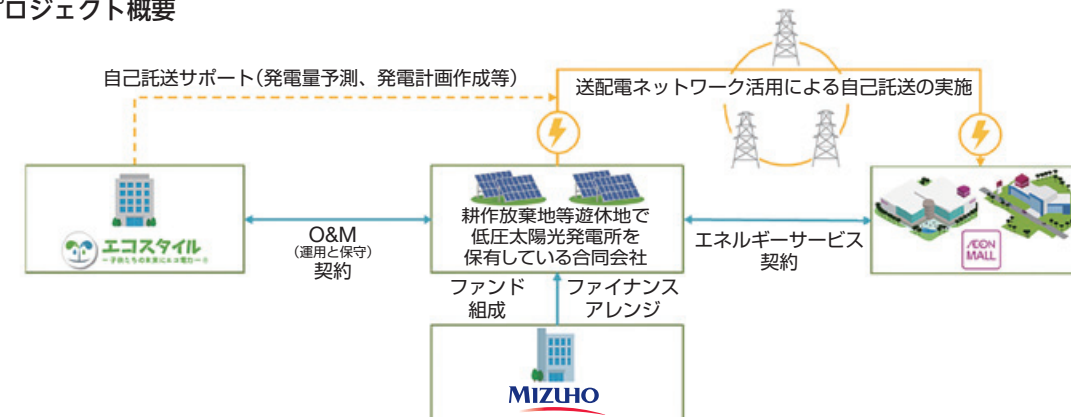 プロジェクト概要
自己託送サポート(発電量予測、発電計画作成等)
送配電ネットワーク活用による自己託送の実施
エコスタイル
O&M
(運用と保守)
契約
耕作放棄地等遊休地で
低圧太陽光発電所を
保有している合同会社
エネルギーサービス
契約
ÆON
MALL
ファンド
組成
ファイナンス
アレンジ
MIZUHO